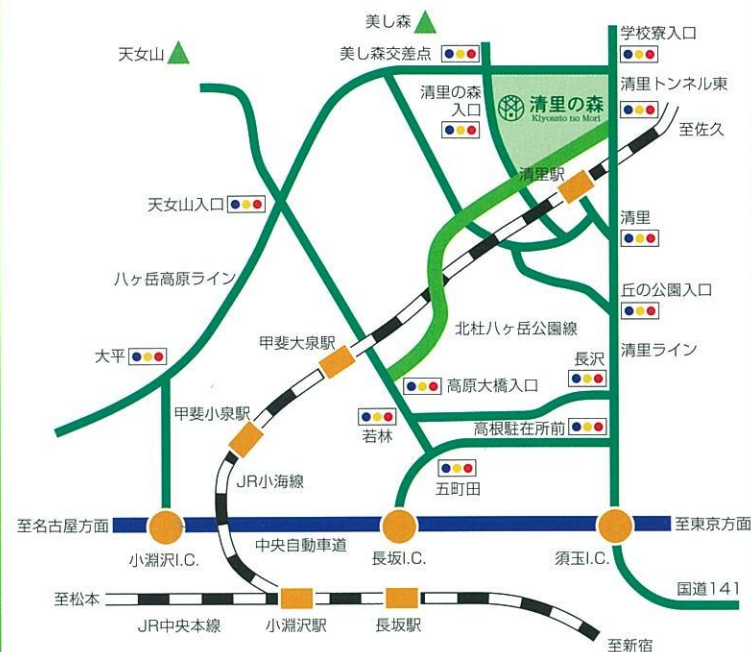 美し森
学校寮入口
天女山
美し森交差点
清里トンネル東
清里の森
入口
清里の森
Kiyosato no Mori
至佐久
清里駅
天女山入口
清里
八ヶ岳高原ライン
丘の公園入口
北杜八ヶ岳公園線
甲斐大泉駅
清里ライン
大平
長沢
高原大橋入口
甲斐小泉駅
若林
高根駐在所前
JR小海線
五町田
至名古屋方面
至東京方面
中央自動車道
小淵沢I.C.
長坂I.C.
須玉I.C.
国道141
至松本
JR中央本線
小淵沢駅
長坂駅
至新宿